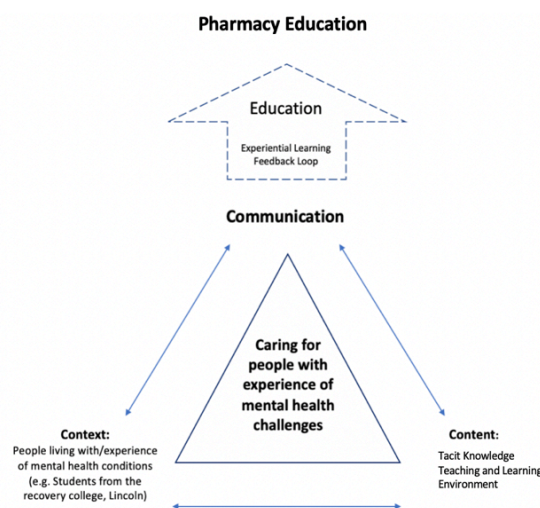 Pharmacy Education
Education
Experiential Learning
Feedback Loop
Communication
Caring for
people with
experience of
mental health
challenges
Context:
People living with/experience
of mental health conditions
(e.g. Students from the
recovery college, Lincoln)
Content:
Tacit Knowledge
Teaching and Learning
Environment